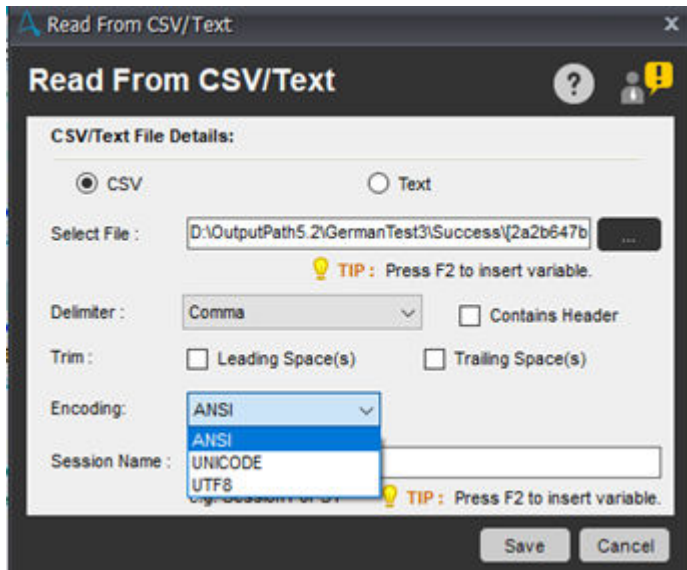 Read From CSV/Text
x
Read From CSV/Text
?
!
CSV/Text File Details:
CSV
Text
Select File :
D:\OutputPath5.2\GermanTest3\Success\[2a2b647b
...
TIP : Press F2 to insert variable.
Delimiter :
Comma
Contains Header
Trim :
Leading Space(s)
Trailing Space(s)
Encoding:
ANSI
ANSI
UNICODE
UTF8
Session Name :
TIP : Press F2 to insert variable.
Save
Cancel